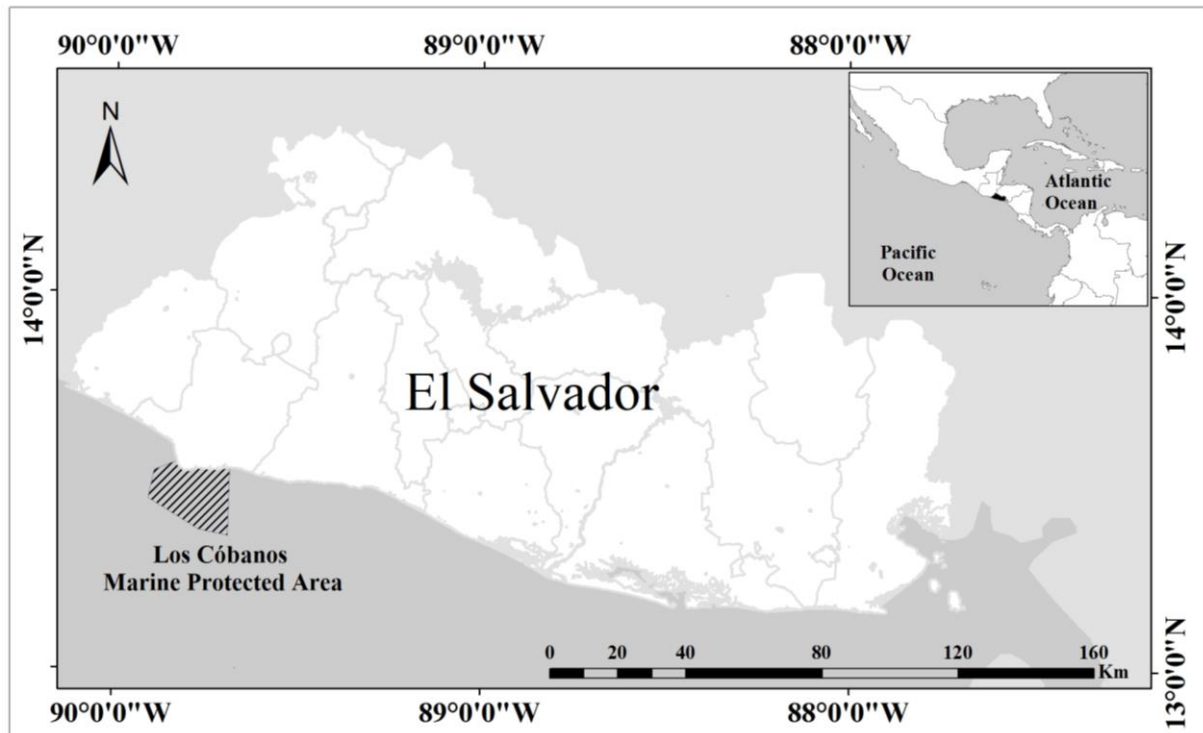 90°0'0"W 89°0'0"W 88°0'0"W
N
Atlantic
Ocean
Pacific
Ocean
14°0'0"N
14°0'0"N
El Salvador
Los Cóbanos
Marine Protected Area
0 20 40 80 120 160
Km
13°0'0"N
90°0'0"W 89°0'0"W 88°0'0"W